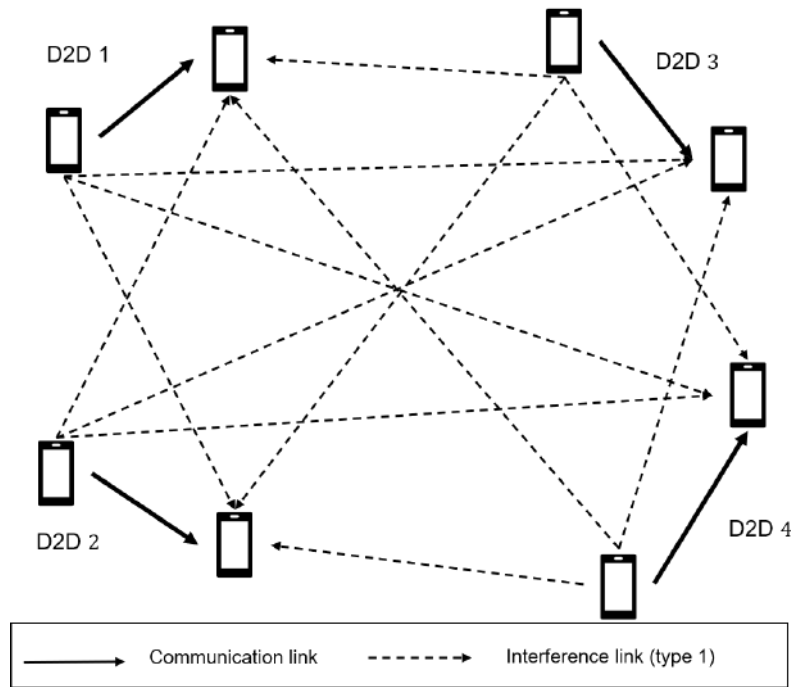 D2D 1
D2D 3
D2D 2
D2D 4
Communication link
Interference link (type 1)